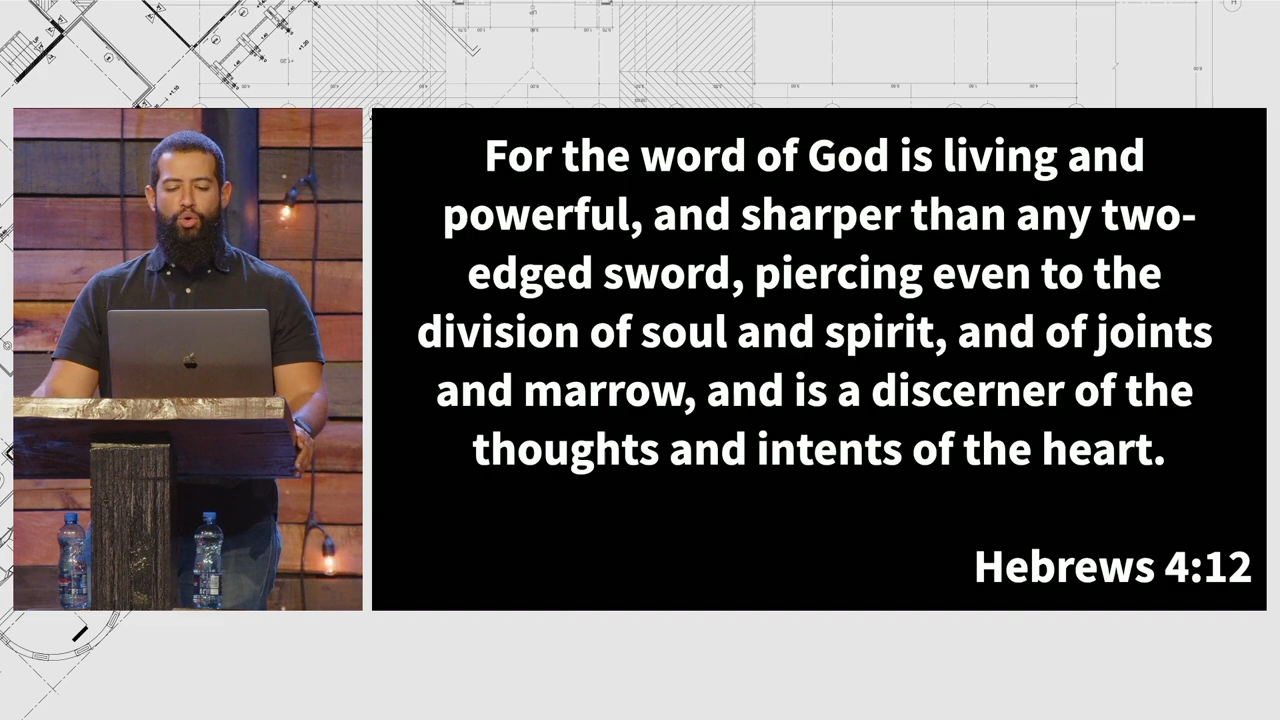 For the word of God is living and
powerful, and sharper than any two-
edged sword, piercing even to the
division of soul and spirit, and of joints
and marrow, and is a discerner of the
thoughts and intents of the heart.
Hebrews 4:12